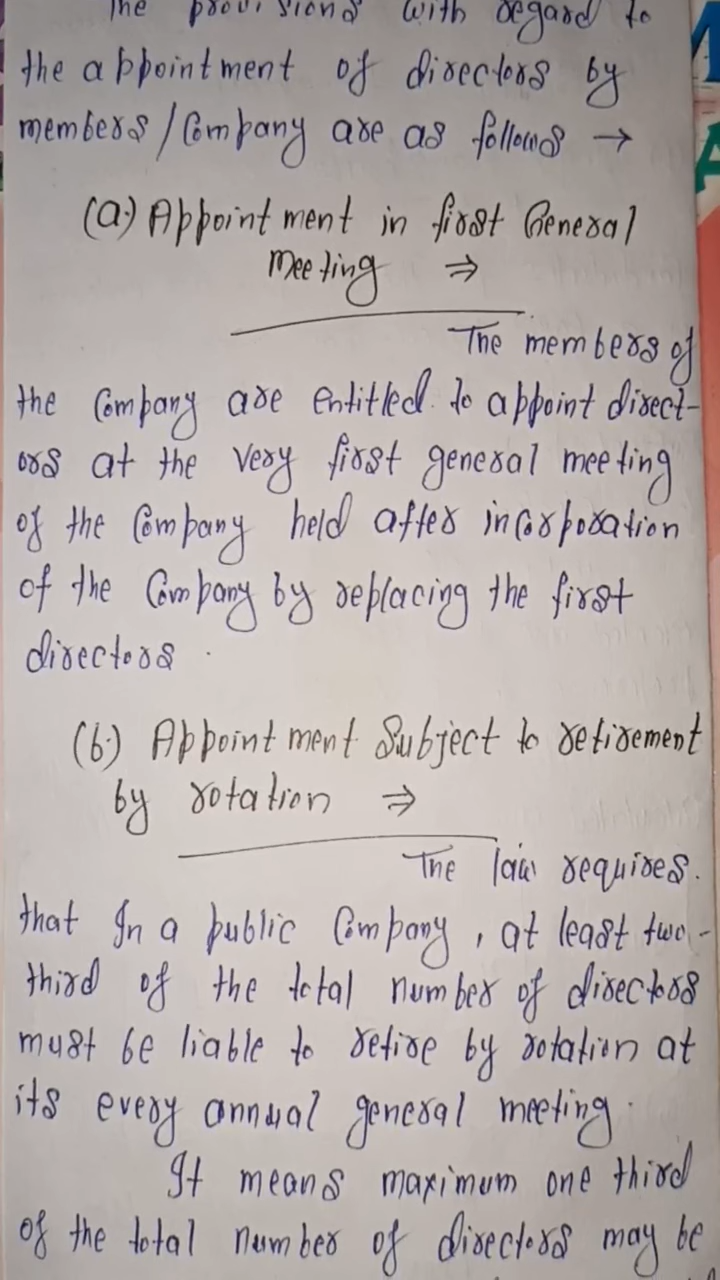 The provisions with regard to
the appointment of directors by
members/Company are as follows →
(a) Appointment in first General
Meeting ⇒
The members of
the Company are entitled to appoint direct-
ors at the very first general meeting
of the Company held after incorporation
of the Company by replacing the first
directors.
(b) Appointment Subject to retirement
by rotation ⇒
The law requires.
that In a public Company, at least two-
third of the total number of directors
must be liable to retire by rotation at
its every annual general meeting.
It means maximum one third
of the total number of directors may be